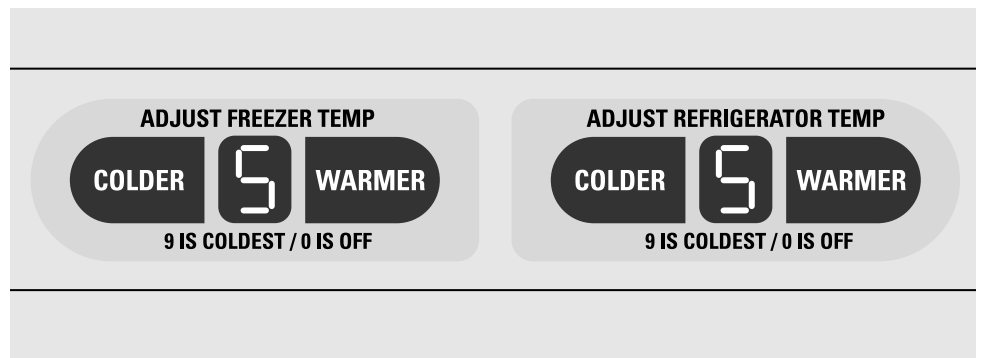 ADJUST FREEZER TEMP
COLDER 5 WARMER
9 IS COLDEST / 0 IS OFF
ADJUST REFRIGERATOR TEMP
COLDER 5 WARMER
9 IS COLDEST / 0 IS OFF